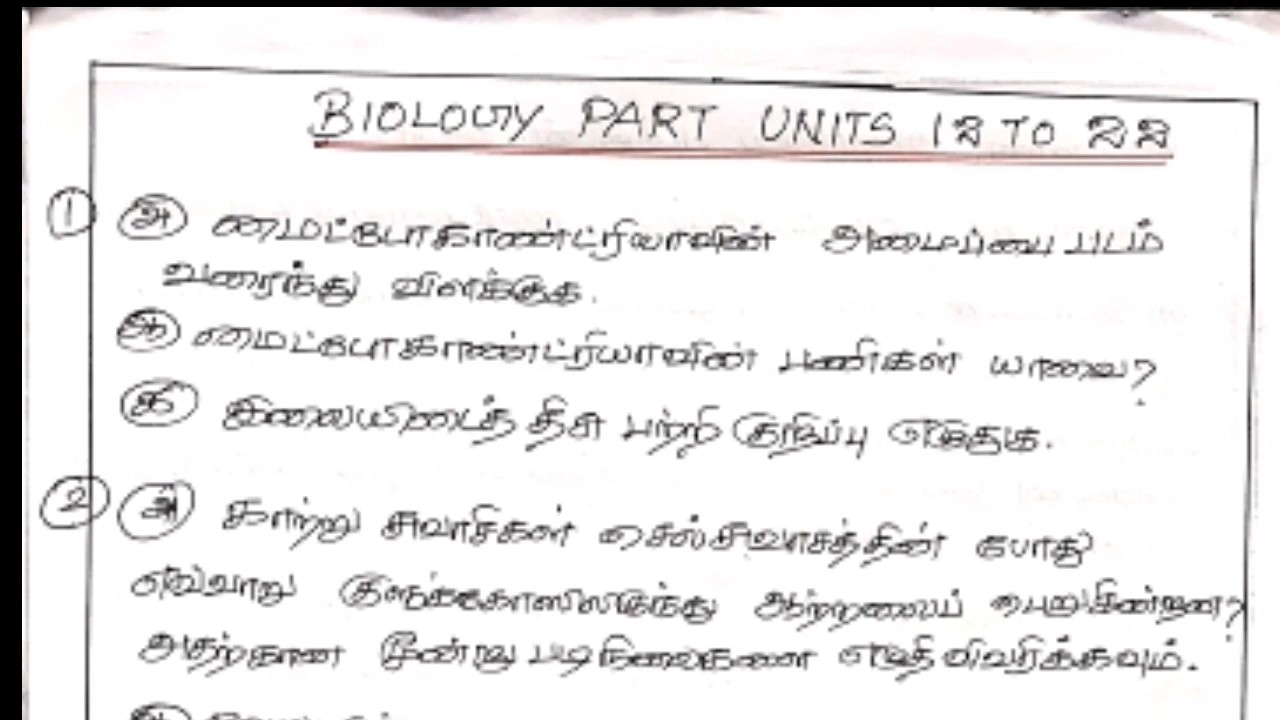 BIOLOGY PART UNITS 12 TO 22
1 அ மைட்டோகாண்ட்ரியாவின் அமைப்பை படம்
வரைந்து விளக்குக.
ஆ மைட்டோகாண்ட்ரியாவின் பணிகள் யாவை?
இ இலையிடைத் திசு பற்றி குறிப்பு எழுதுக.
2 அ காற்று சுவாசிகள் செல்சுவாசத்தின் போது
எவ்வாறு குளுக்கோஸிலிருந்து ஆற்றலைப் பெறுகின்றன?
அதற்கான மூன்று படிநிலைகளை எழுதி விவரிக்கவும்.